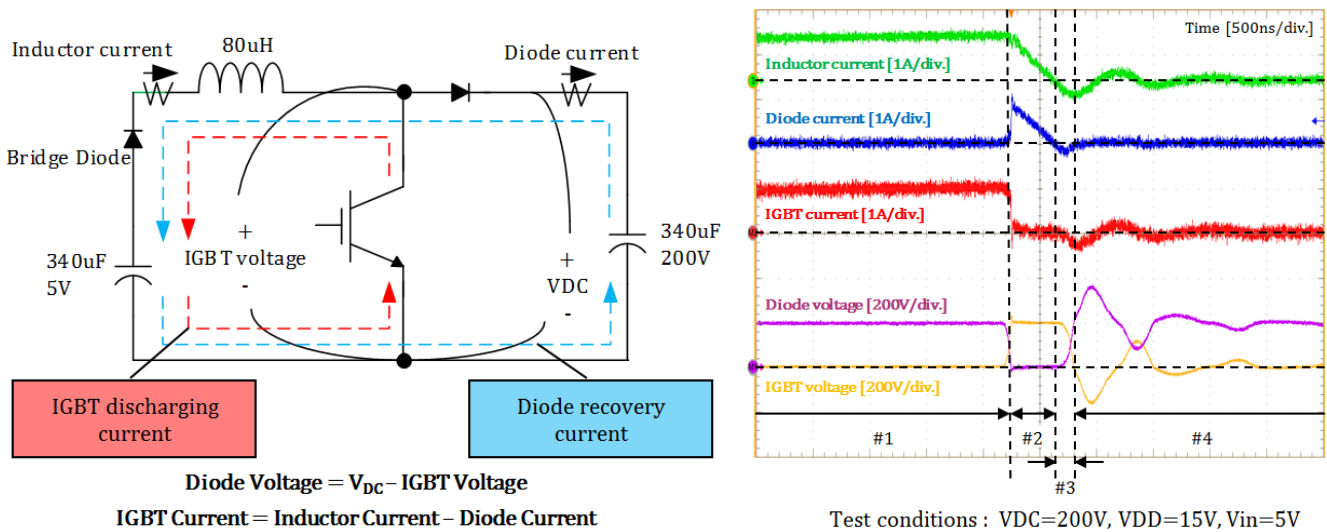 Inductor current
80uH
Diode current
Bridge Diode
340uF
5V
+
IGBT voltage
-
+
VDC
-
340uF
200V
IGBT discharging
current
Diode recovery
current
Diode Voltage = VDC – IGBT Voltage
IGBT Current = Inductor Current – Diode Current
Time [500ns/div.]
Inductor current [1A/div.]
Diode current [1A/div.]
IGBT current [1A/div.]
Diode voltage [200V/div.]
IGBT voltage [200V/div.]
#1
#2
#4
#3
Test conditions : VDC=200V, VDD=15V, Vin=5V